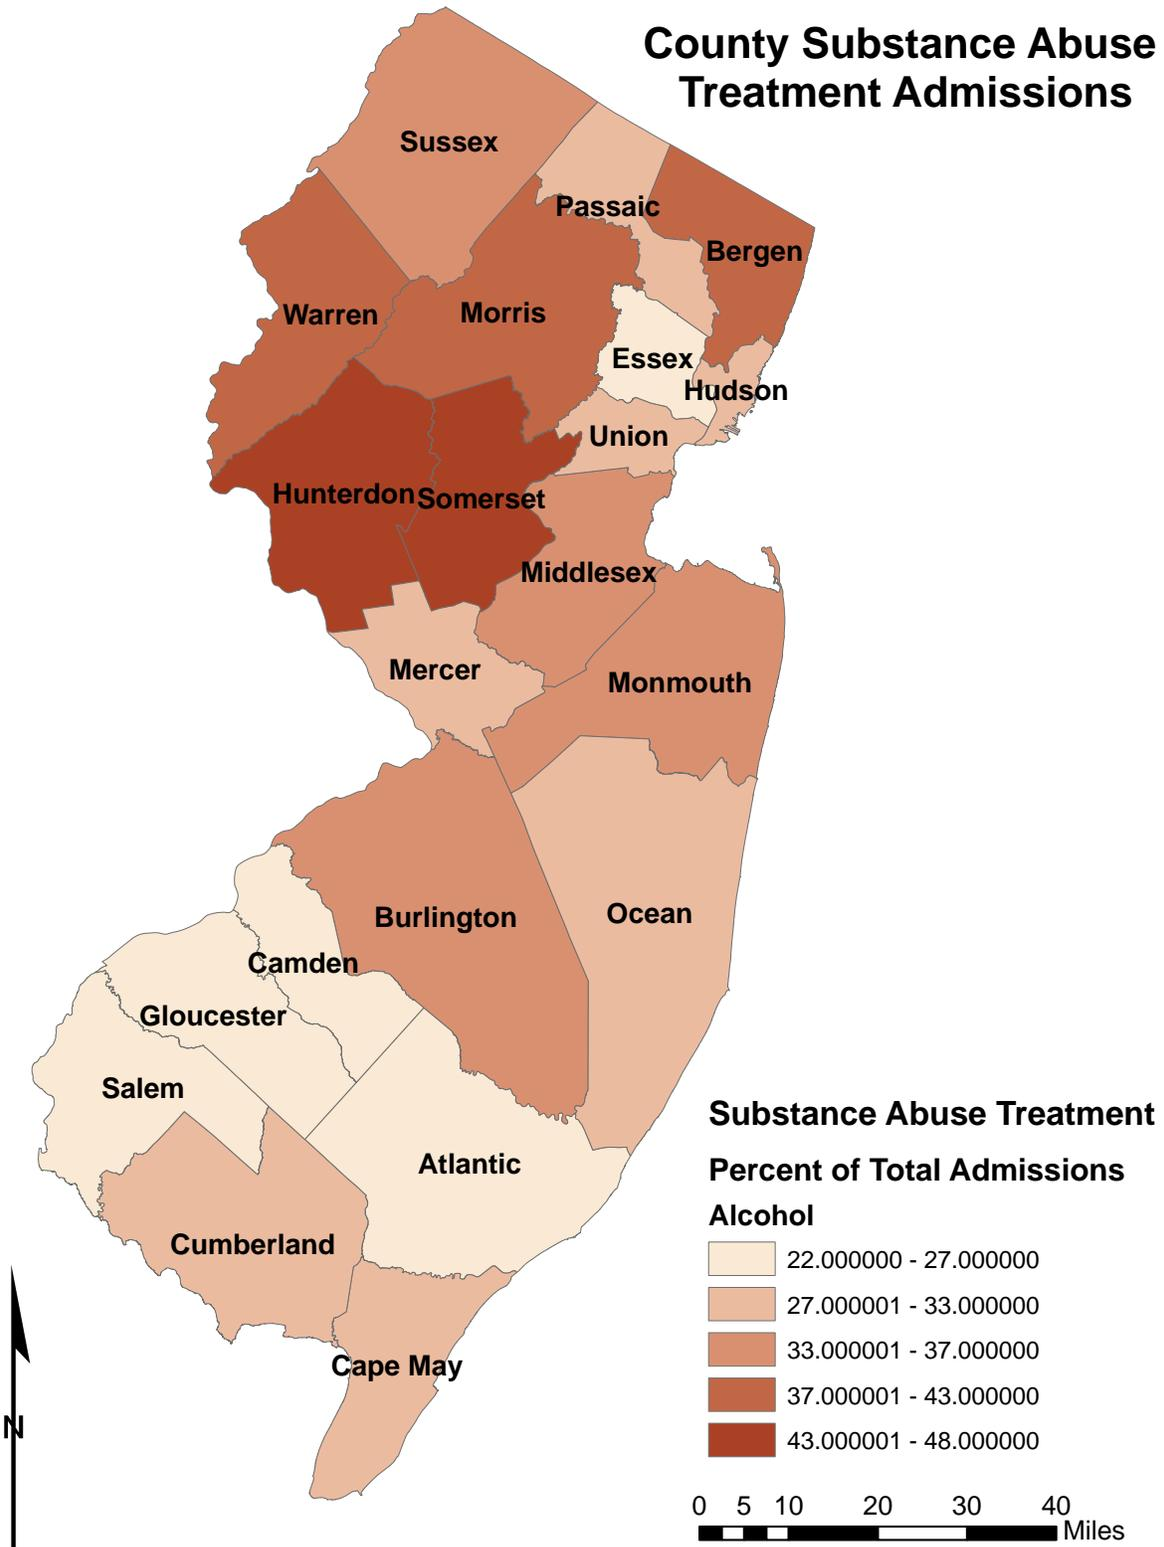 County Substance Abuse
Treatment Admissions
Sussex
Passaic
Bergen
Warren
Morris
Essex
Hudson
Union
Hunterdon
Somerset
Middlesex
Mercer
Monmouth
Burlington
Ocean
Camden
Gloucester
Salem
Atlantic
Cumberland
Cape May
N
Substance Abuse Treatment
Percent of Total Admissions
Alcohol
22.000000 - 27.000000
27.000001 - 33.000000
33.000001 - 37.000000
37.000001 - 43.000000
43.000001 - 48.000000
0 5 10 20 30 40
Miles